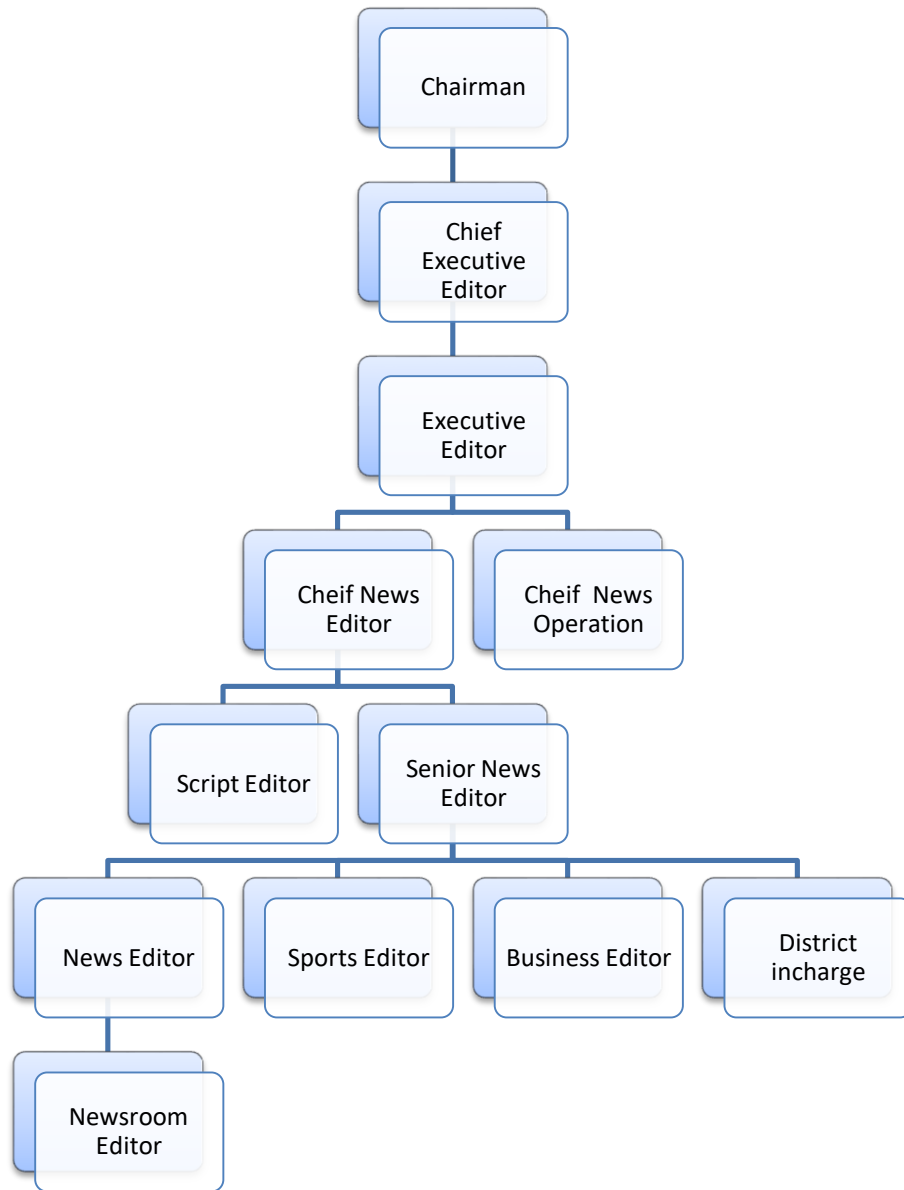 Chairman
Chief
Executive
Editor
Executive
Editor
Cheif News
Editor
Cheif  News
Operation
Script Editor
Senior News
Editor
News Editor
Sports Editor
Business Editor
District
incharge
Newsroom
Editor